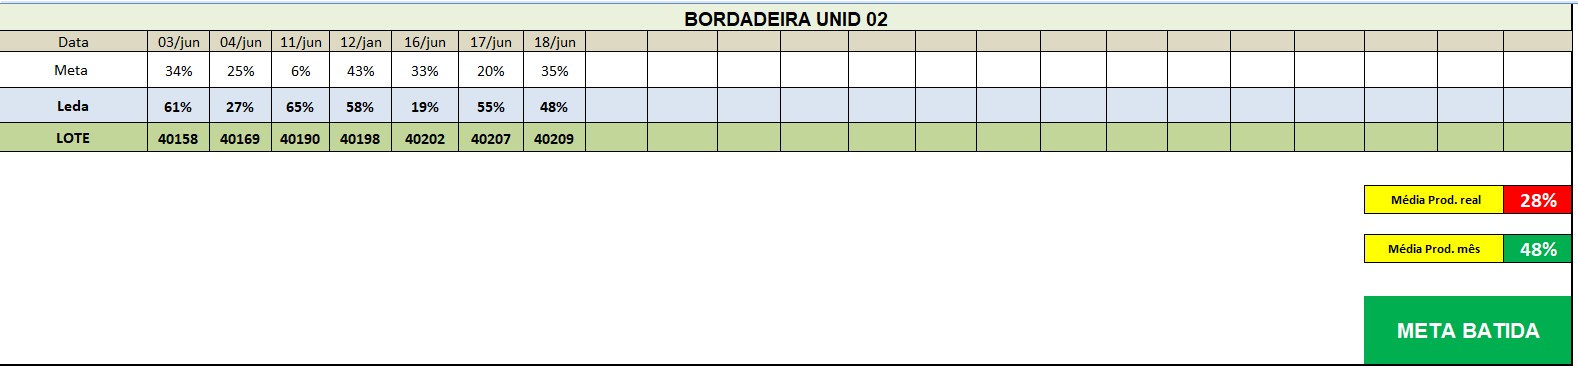 BORDADEIRA UNID 02
Data 03/jun 04/jun 11/jun 12/jan 16/jun 17/jun 18/jun
Meta 34% 25% 6% 43% 33% 20% 35%
Leda 61% 27% 65% 58% 19% 55% 48%
LOTE 40158 40169 40190 40198 40202 40207 40209
Média Prod. real 28%
Média Prod. mês 48%
META BATIDA